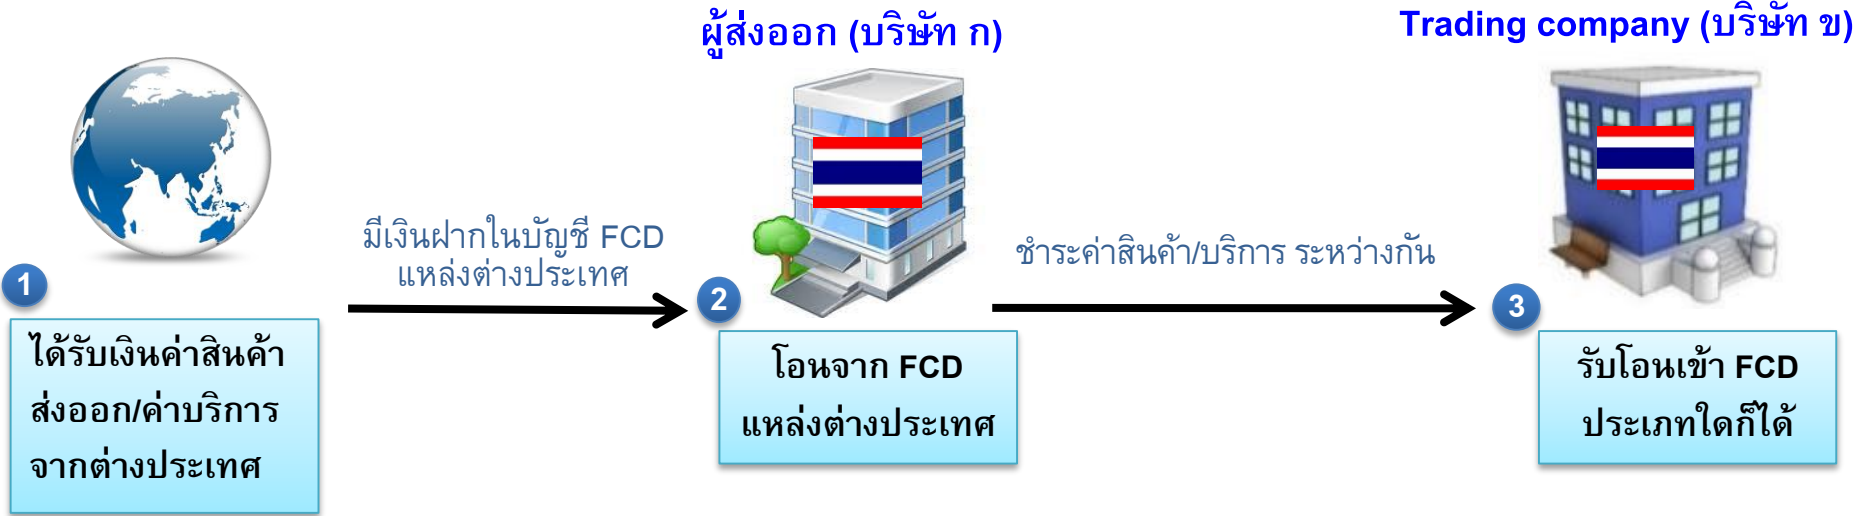 ผู้ส่งออก (บริษัท ก)
Trading company (บริษัท ข)
มีเงินฝากในบัญชี FCD
แหล่งต่างประเทศ
ชำระค่าสินค้า/บริการ ระหว่างกัน
1
ได้รับเงินค่าสินค้า
ส่งออก/ค่าบริการ
จากต่างประเทศ
2
โอนจาก FCD
แหล่งต่างประเทศ
3
รับโอนเข้า FCD
ประเภทใดก็ได้